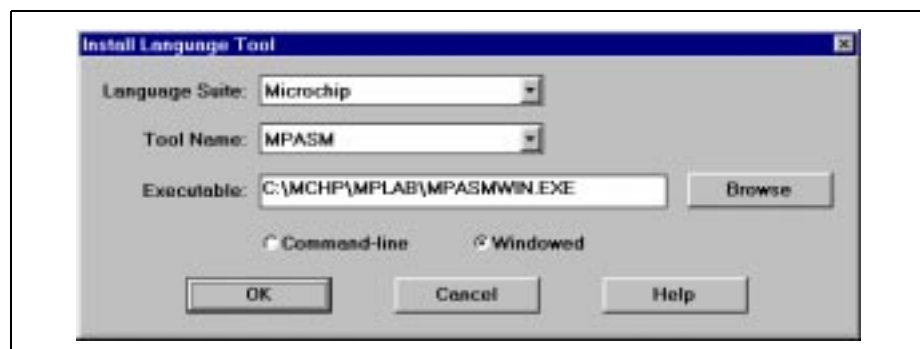 Install Language Tool
Language Suite: Microchip
Tool Name: MPASM
Executable: C:\MCHP\MPLAB\MPASMWIN.EXE Browse
Command-line Windowed
OK Cancel Help